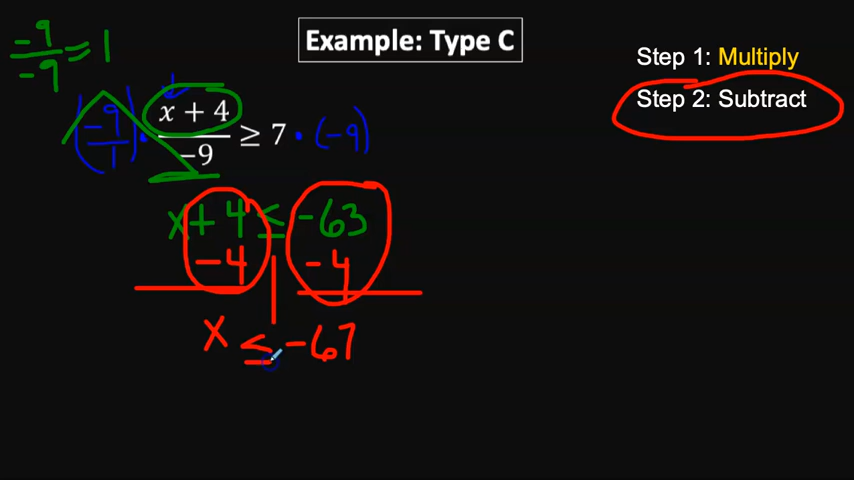 Example: Type C
Step 1: Multiply
Step 2: Subtract
-9/-9 = 1
(-9/1) · (x + 4)/-9 ≥ 7 · (-9)
x + 4 ≤ -63
-4 -4
x ≤ -67